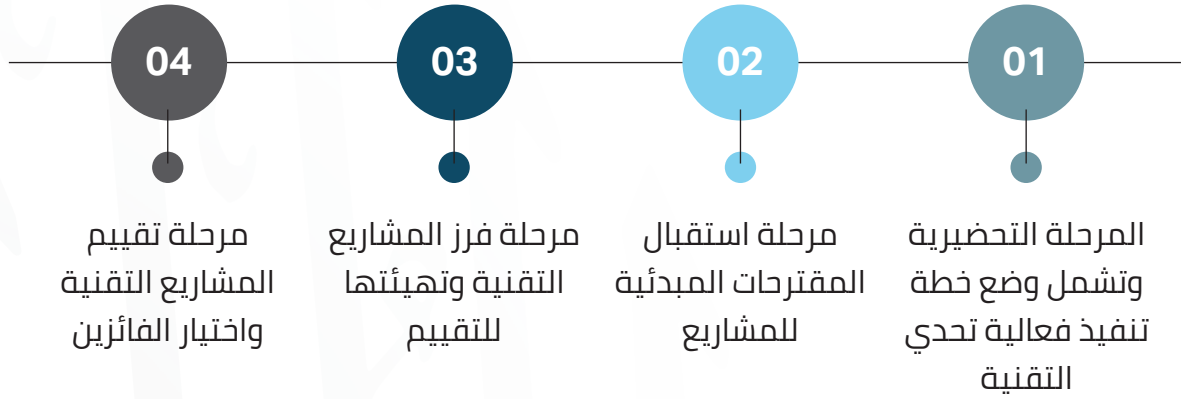 01
المرحلة التحضيرية
وتشمل وضع خطة
تنفيذ فعالية تحدي
التقنية
02
مرحلة استقبال
المقترحات المبدئية
للمشاريع
03
مرحلة فرز المشاريع
التقنية وتهيئتها
للتقييم
04
مرحلة تقييم
المشاريع التقنية
واختيار الفائزين